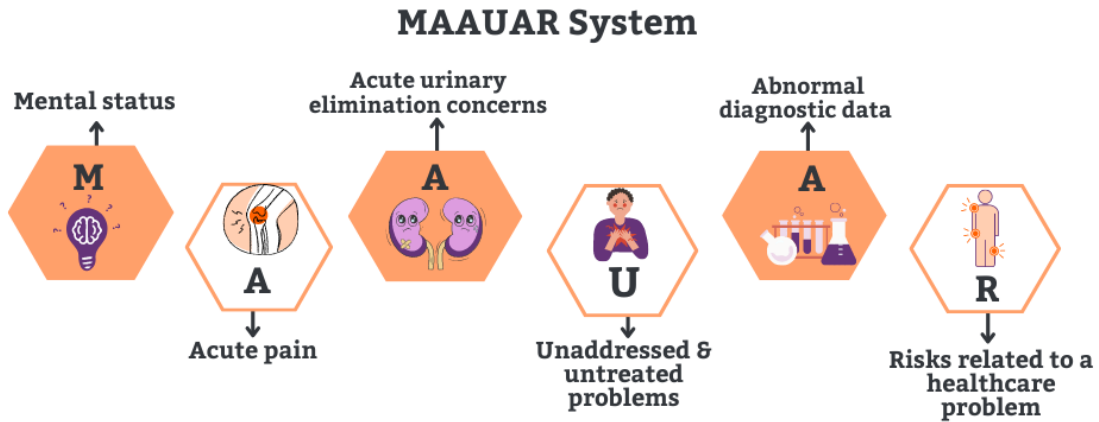 MAAUAR System
Mental status
M
A
Acute pain
Acute urinary
elimination concerns
A
U
Unaddressed &
untreated
problems
Abnormal
diagnostic data
A
R
Risks related to a
healthcare
problem